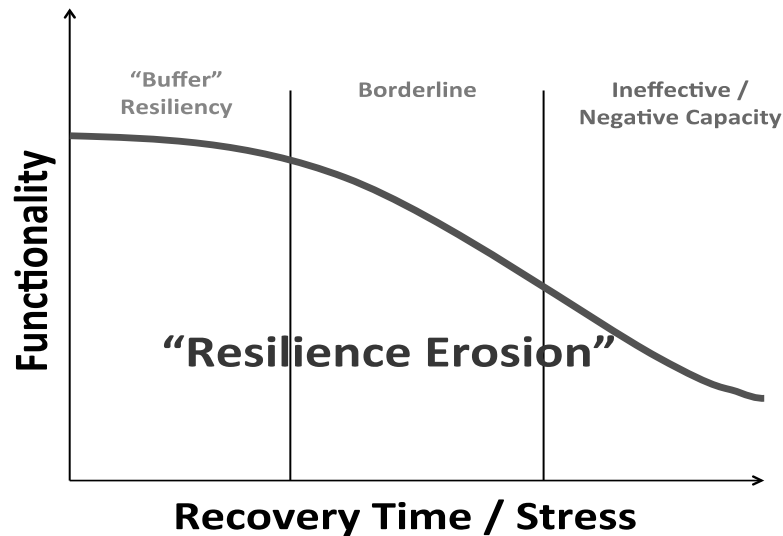 “Buffer”
Resiliency
Borderline
Ineffective /
Negative Capacity
Functionality
“Resilience Erosion”
Recovery Time / Stress